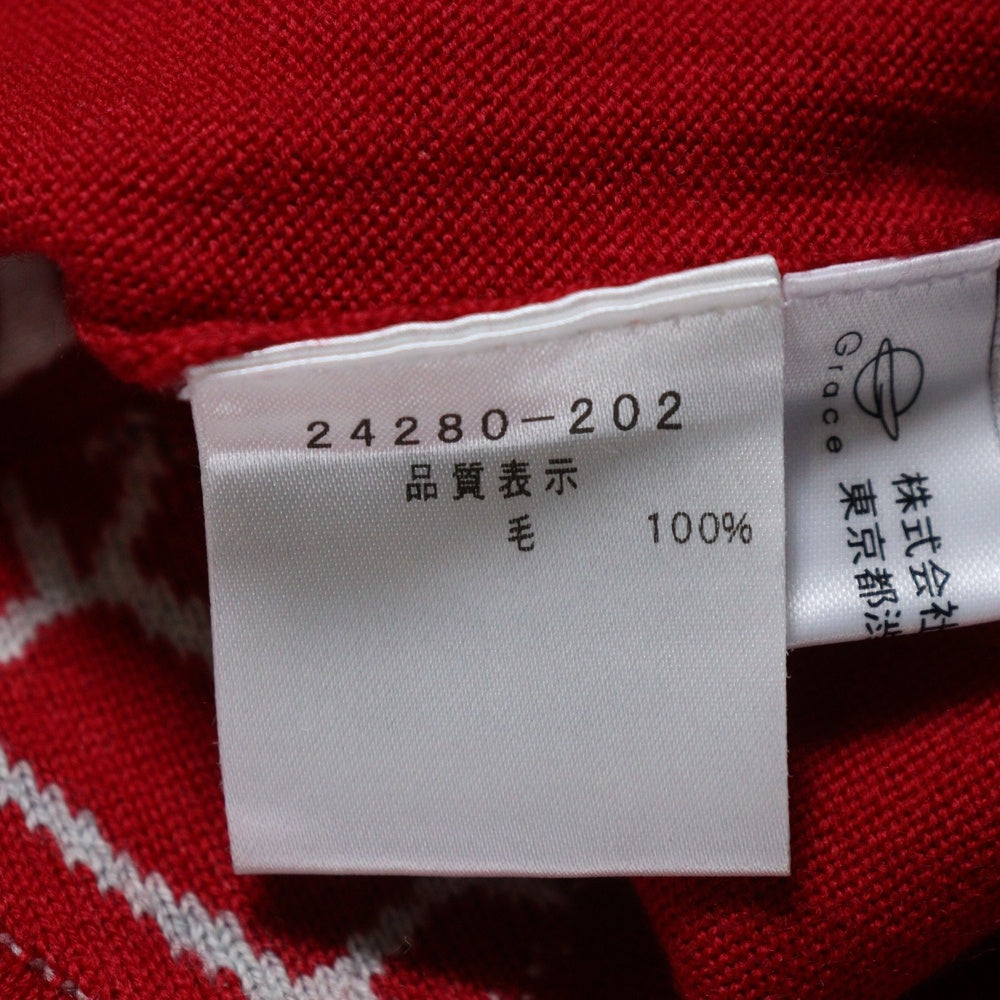 24280-202
品質表示
毛 100%
Grace
株式会社
東京都渋